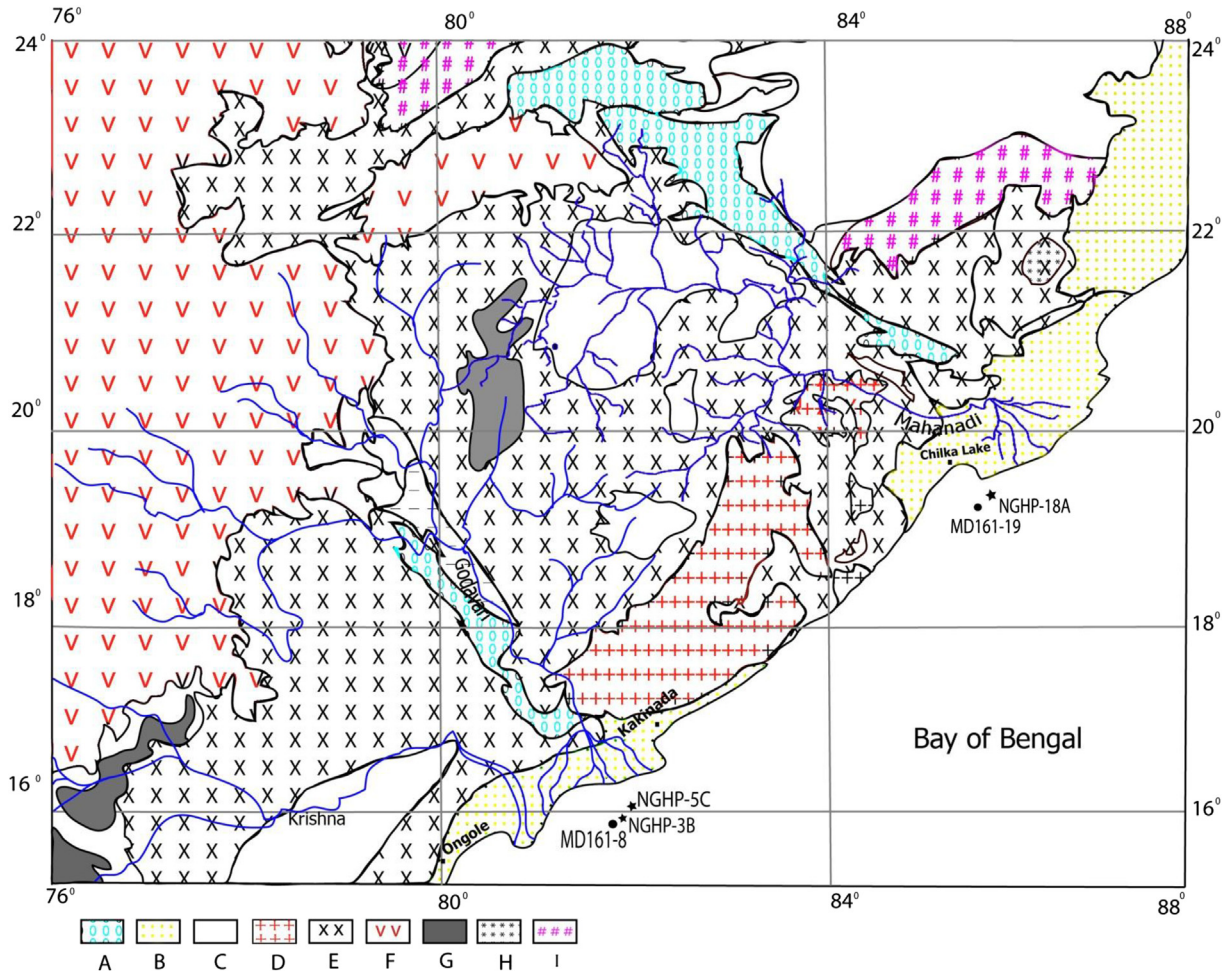 76⁰ 80⁰ 84⁰ 88⁰
24⁰ 24⁰
22⁰ 22⁰
20⁰ 20⁰
Mahanadi
Chilka Lake
NGHP-18A
MD161-19
Godavari
18⁰ 18⁰
Kakinada
Bay of Bengal
16⁰ 16⁰
NGHP-5C
Krishna
NGHP-3B
MD161-8
Ongole
76⁰ 80⁰ 84⁰ 88⁰
A B C D E F G H I